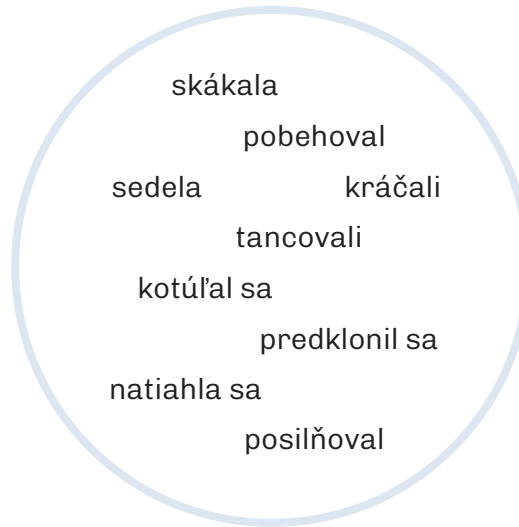 skákala
pobehoval
sedela kráčali
tancovali
kotúľal sa
predklonil sa
natiahla sa
posilňoval